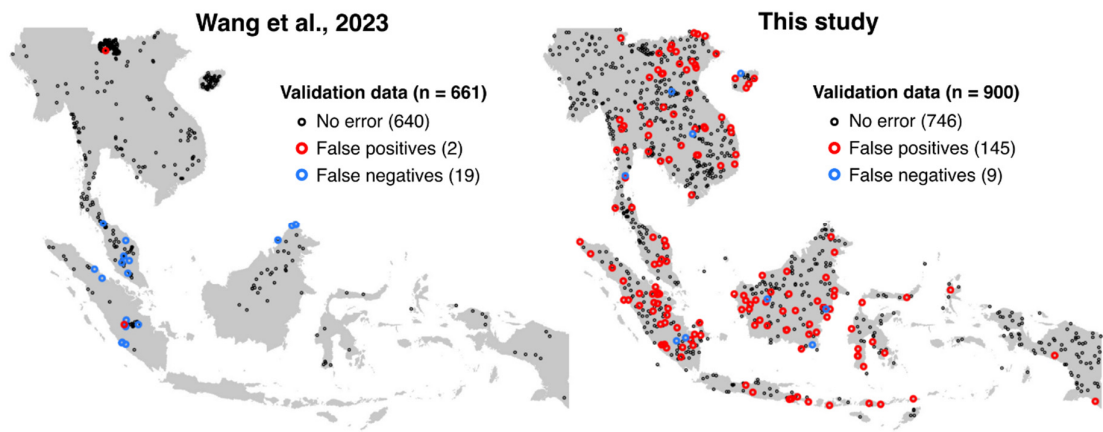 Wang et al., 2023
Validation data (n = 661)
No error (640)
False positives (2)
False negatives (19)
This study
Validation data (n = 900)
No error (746)
False positives (145)
False negatives (9)